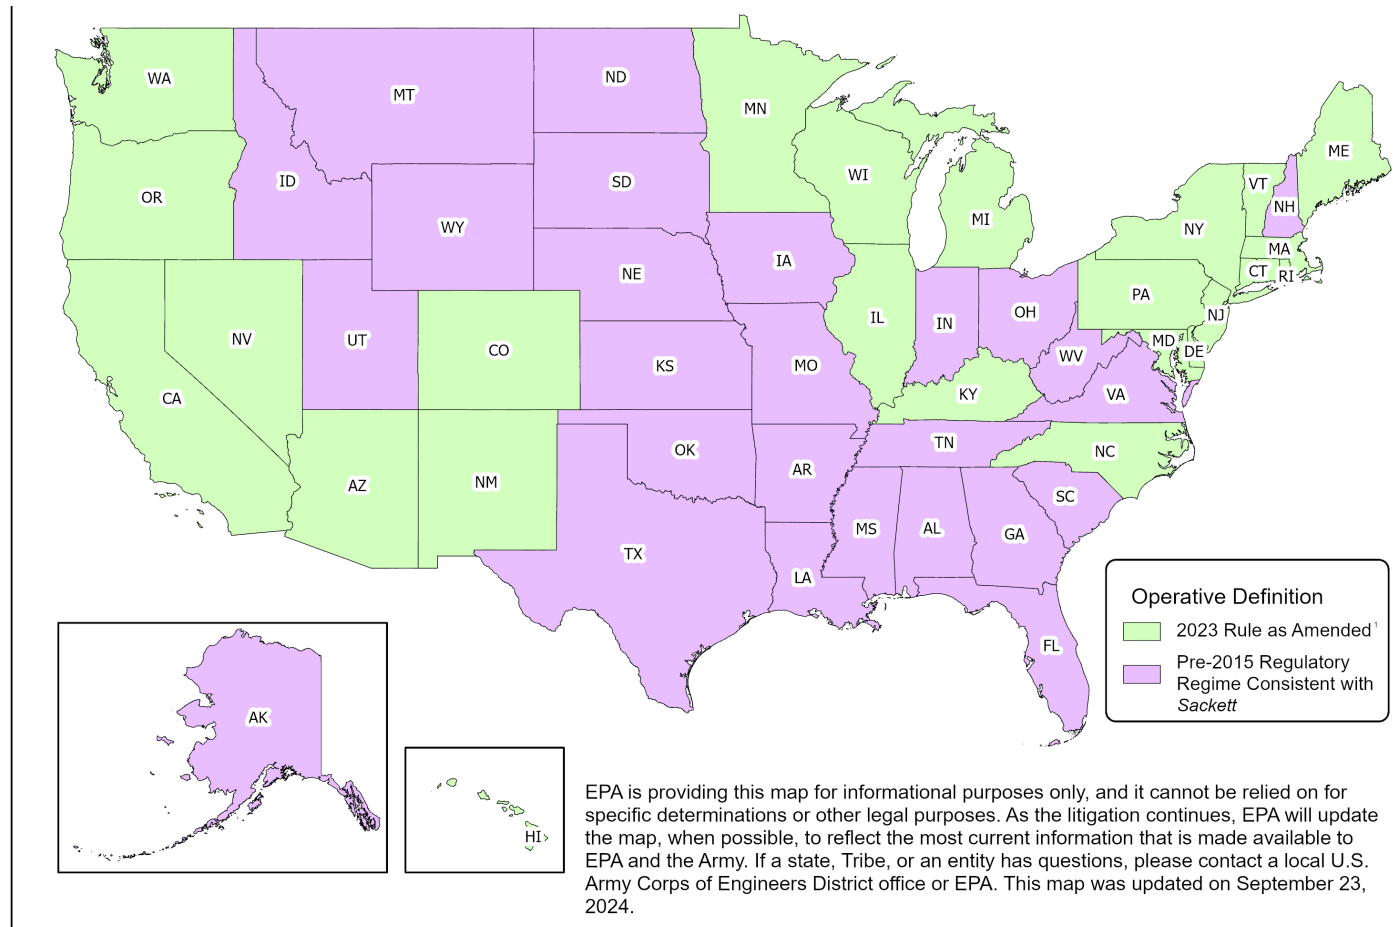 WA
MT
ND
MN
ME
OR
ID
SD
WI
VT
NH
WY
MI
NY
MA
IA
NE
CT
RI
PA
NV
UT
CO
IL
IN
OH
NJ
MD
DE
WV
KS
MO
CA
KY
VA
TN
NC
OK
AR
AZ
NM
SC
MS
AL
GA
TX
LA
FL
AK
HI
Operative Definition
2023 Rule as Amended¹
Pre-2015 Regulatory
Regime Consistent with
Sackett
EPA is providing this map for informational purposes only, and it cannot be relied on for
specific determinations or other legal purposes. As the litigation continues, EPA will update
the map, when possible, to reflect the most current information that is made available to
EPA and the Army. If a state, Tribe, or an entity has questions, please contact a local U.S.
Army Corps of Engineers District office or EPA. This map was updated on September 23,
2024.